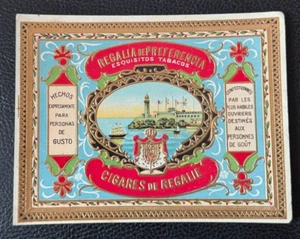 REGALIA DE PREFERENCIA
ESQUISITOS TABACOS
HECHOS
EXPRESAMENTE
PARA
PERSONAS
DE
GUSTO
CONFECTIONNÉS
PAR LES
PLUS HABILES
OUVRIERS
DESTINÉS
AUX
PERSONNES
DE GOÛT
CIGARES DE REGALIE